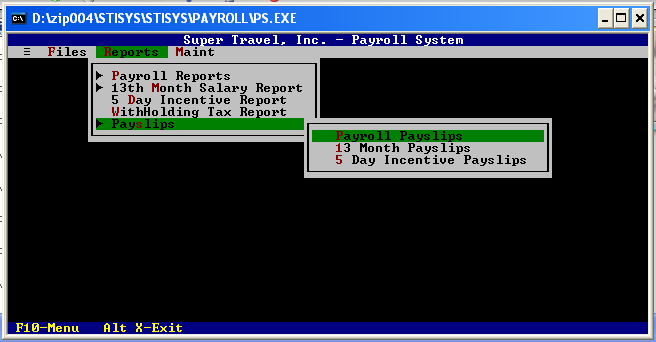 D:\zip004\STISYS\STISYS\PAYROLL\PS.EXE
Super Travel, Inc. - Payroll System
≡ Files Reports Maint
Payroll Reports
13th Month Salary Report
5 Day Incentive Report
WithHolding Tax Report
Payslips
Payroll Payslips
13 Month Payslips
5 Day Incentive Payslips
F10-Menu Alt X-Exit